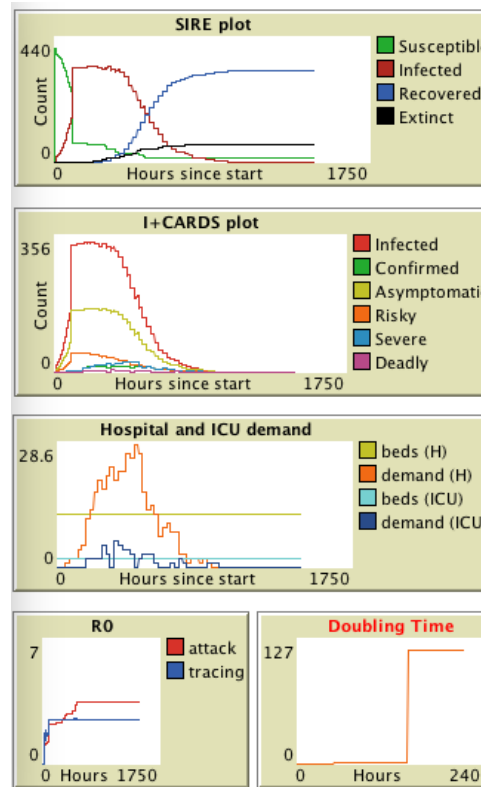 SIRE plot
440
Count
0
0 Hours since start 1750
Susceptible
Infected
Recovered
Extinct
I+CARDS plot
356
Count
0
0 Hours since start 1750
Infected
Confirmed
Asymptomati
Risky
Severe
Deadly
Hospital and ICU demand
28.6
0
0 Hours since start 1750
beds (H)
demand (H)
beds (ICU)
demand (ICU
R0
7
0
0 Hours 1750
attack
tracing
Doubling Time
127
0
0 Hours 240